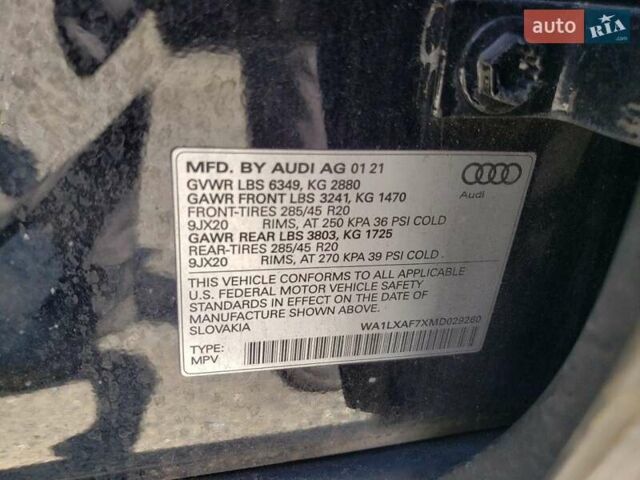 auto RIA .com
MFD. BY AUDI AG 01 21
GVWR LBS 6349, KG 2880
GAWR FRONT LBS 3241, KG 1470
FRONT-TIRES 285/45 R20
9JX20 RIMS, AT 250 KPA 36 PSI COLD
GAWR REAR LBS 3803, KG 1725
REAR-TIRES 285/45 R20
9JX20 RIMS, AT 270 KPA 39 PSI COLD .
Audi
THIS VEHICLE CONFORMS TO ALL APPLICABLE
U.S. FEDERAL MOTOR VEHICLE SAFETY
STANDARDS IN EFFECT ON THE DATE OF
MANUFACTURE SHOWN ABOVE.
SLOVAKIA WA1LXAF7XMD029260
TYPE:
MPV